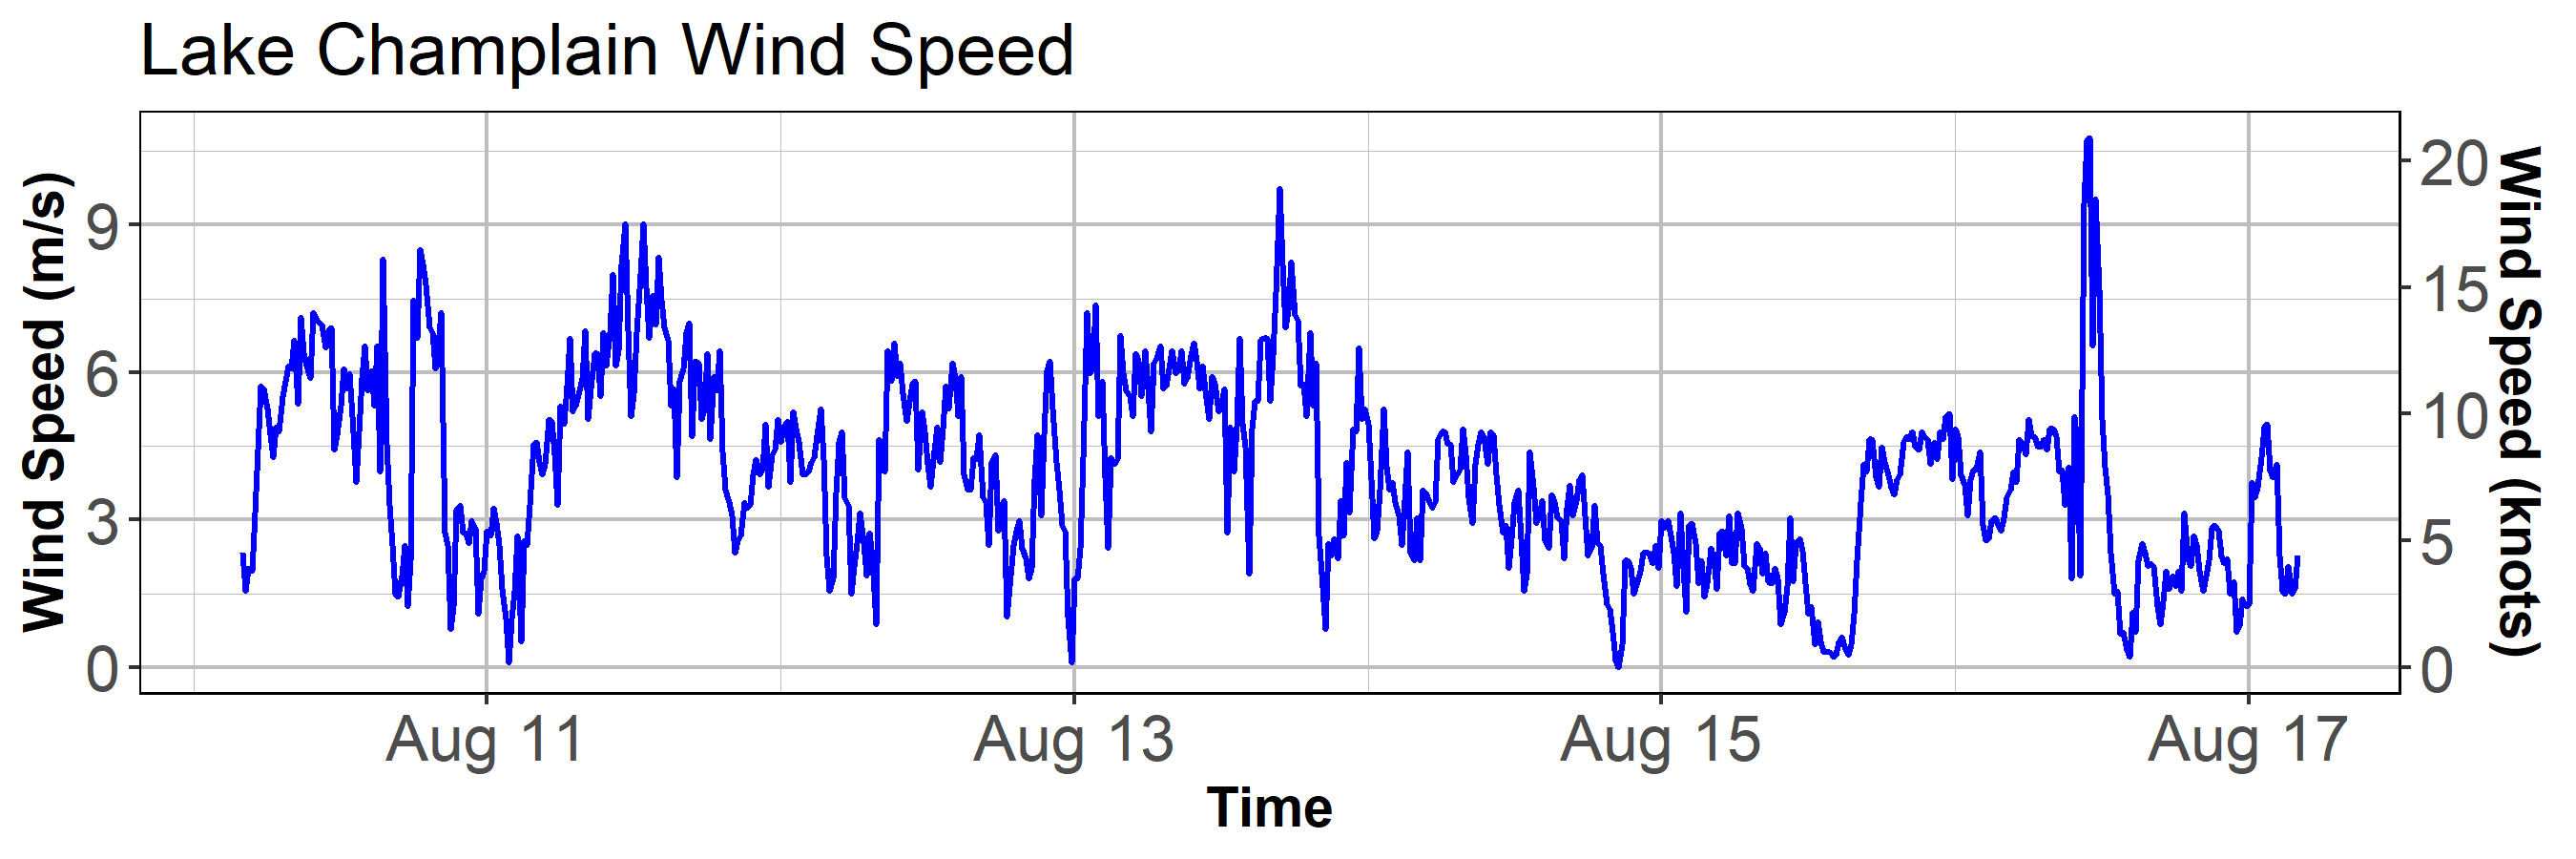 Lake Champlain Wind Speed
Wind Speed (m/s)
9
6
3
0
20
15
10
5
0
Wind Speed (knots)
Aug 11
Aug 13
Aug 15
Aug 17
Time